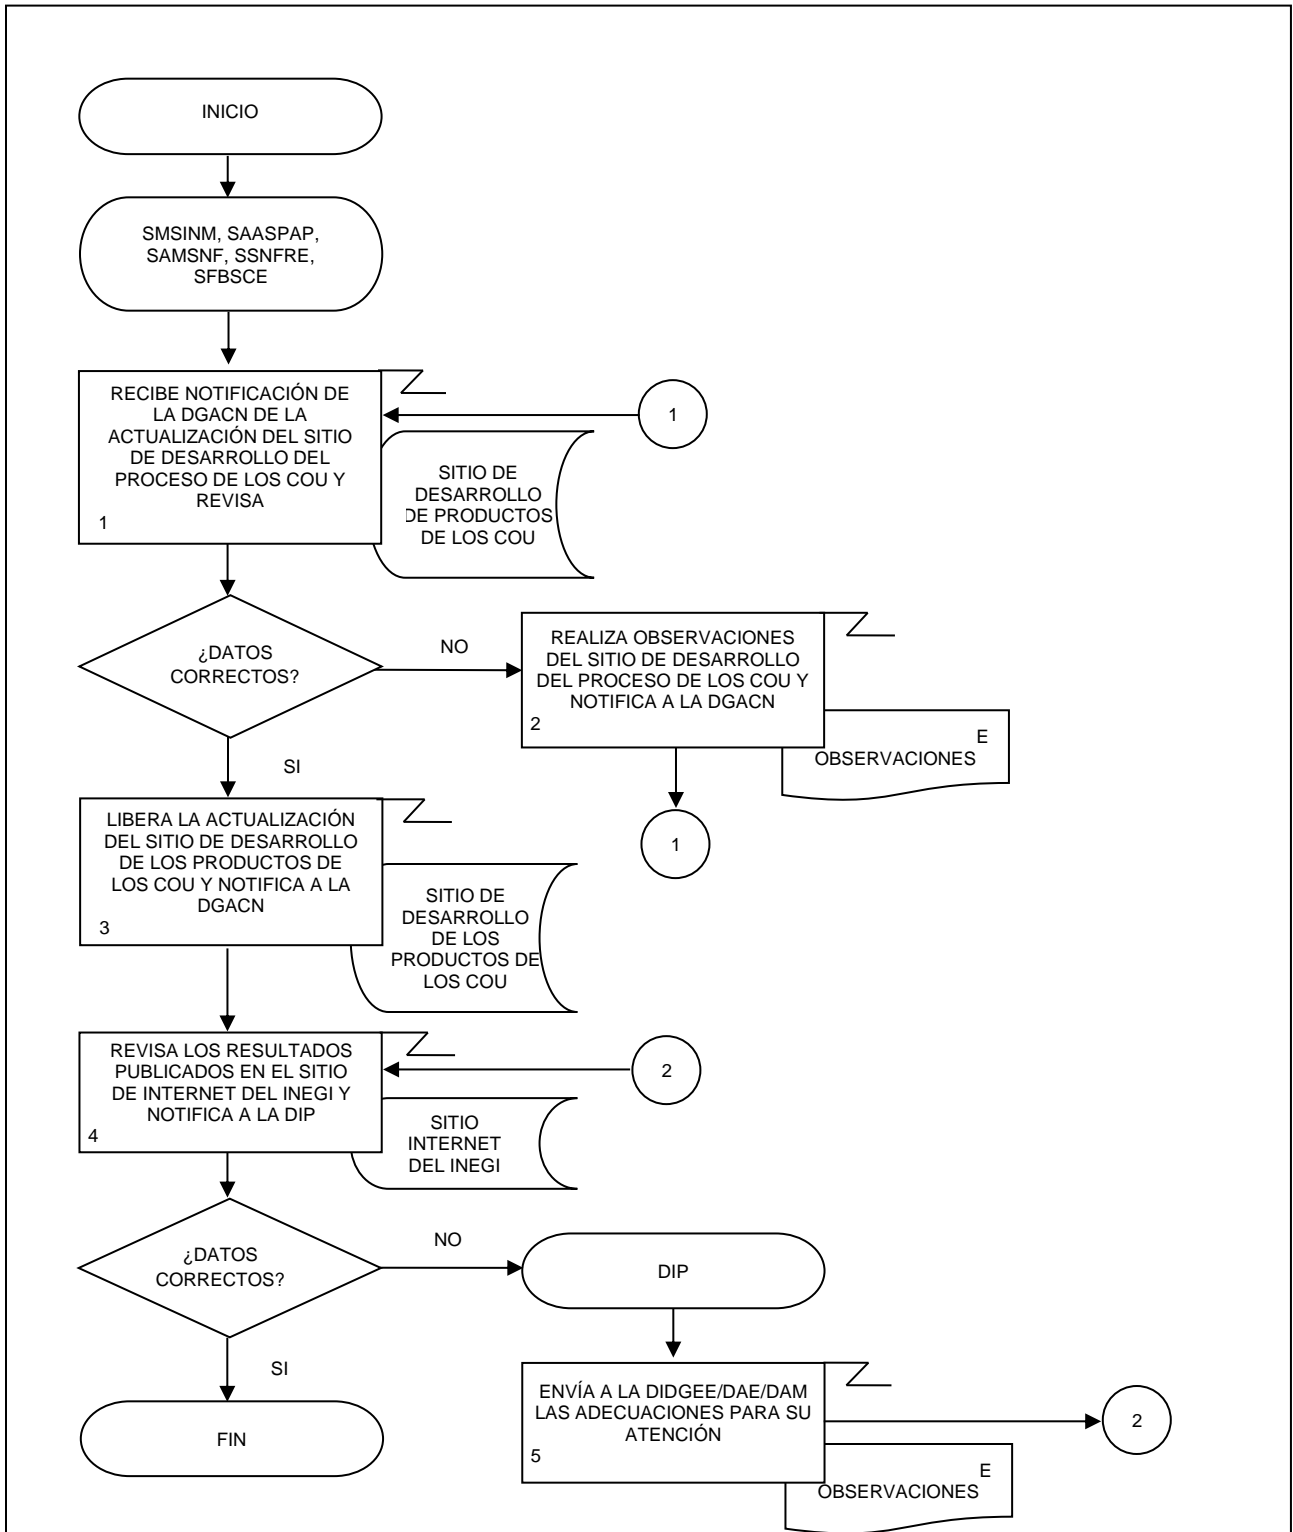 INICIO
SMSINM, SAASPAP,
SAMSNF, SSNFRE,
SFBSCE
RECIBE NOTIFICACIÓN DE
LA DGACN DE LA
ACTUALIZACIÓN DEL SITIO
DE DESARROLLO DEL
PROCESO DE LOS COU Y
REVISA
1
1
SITIO DE
DESARROLLO
DE PRODUCTOS
DE LOS COU
¿DATOS
CORRECTOS?
NO
REALIZA OBSERVACIONES
DEL SITIO DE DESARROLLO
DEL PROCESO DE LOS COU Y
NOTIFICA A LA DGACN
2
E
OBSERVACIONES
1
SI
LIBERA LA ACTUALIZACIÓN
DEL SITIO DE DESARROLLO
DE LOS PRODUCTOS DE
LOS COU Y NOTIFICA A LA
DGACN
3
SITIO DE
DESARROLLO
DE LOS
PRODUCTOS DE
LOS COU
REVISA LOS RESULTADOS
PUBLICADOS EN EL SITIO
DE INTERNET DEL INEGI Y
NOTIFICA A LA DIP
4
2
SITIO
INTERNET
DEL INEGI
¿DATOS
CORRECTOS?
NO
DIP
SI
FIN
ENVÍA A LA DIDGEE/DAE/DAM
LAS ADECUACIONES PARA SU
ATENCIÓN
5
2
E
OBSERVACIONES